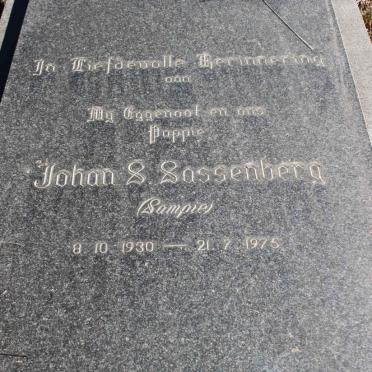 In Liefdevolle Herinnering
aan
My Eggenoot en ons
Pappie
Johan S. Sassenberg
(Sampie)
8. 10. 1930 — 21. 7. 1975